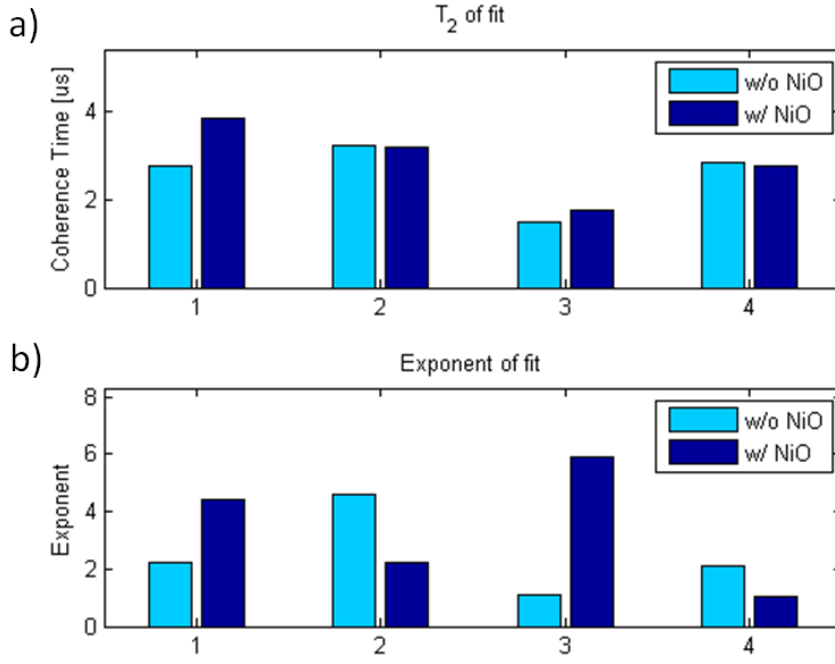 a)
T2 of fit
Coherence Time [us]
4
2
0
w/o NiO
w/ NiO
1 2 3 4
b)
Exponent of fit
Exponent
8
6
4
2
0
w/o NiO
w/ NiO
1 2 3 4